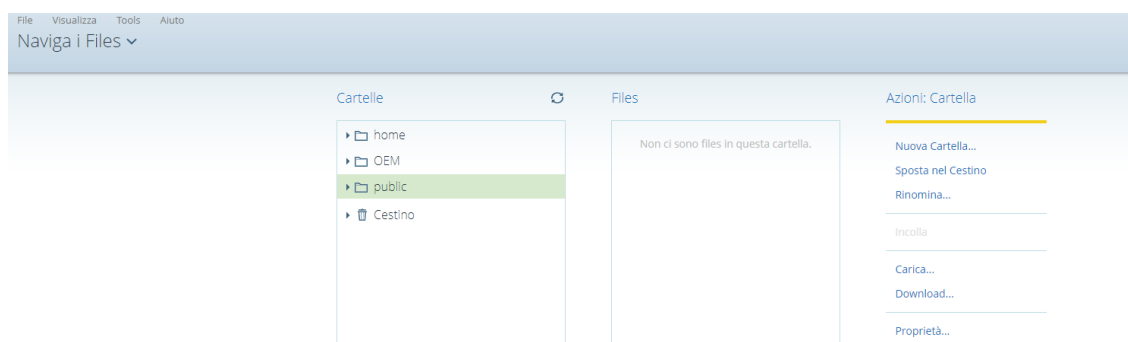 File Visualizza Tools Aiuto
Naviga i Files
Cartelle
home
OEM
public
Cestino
Files
Non ci sono files in questa cartella.
Azioni: Cartella
Nuova Cartella...
Sposta nel Cestino
Rinomina...
Incolla
Carica...
Download...
Proprietà...